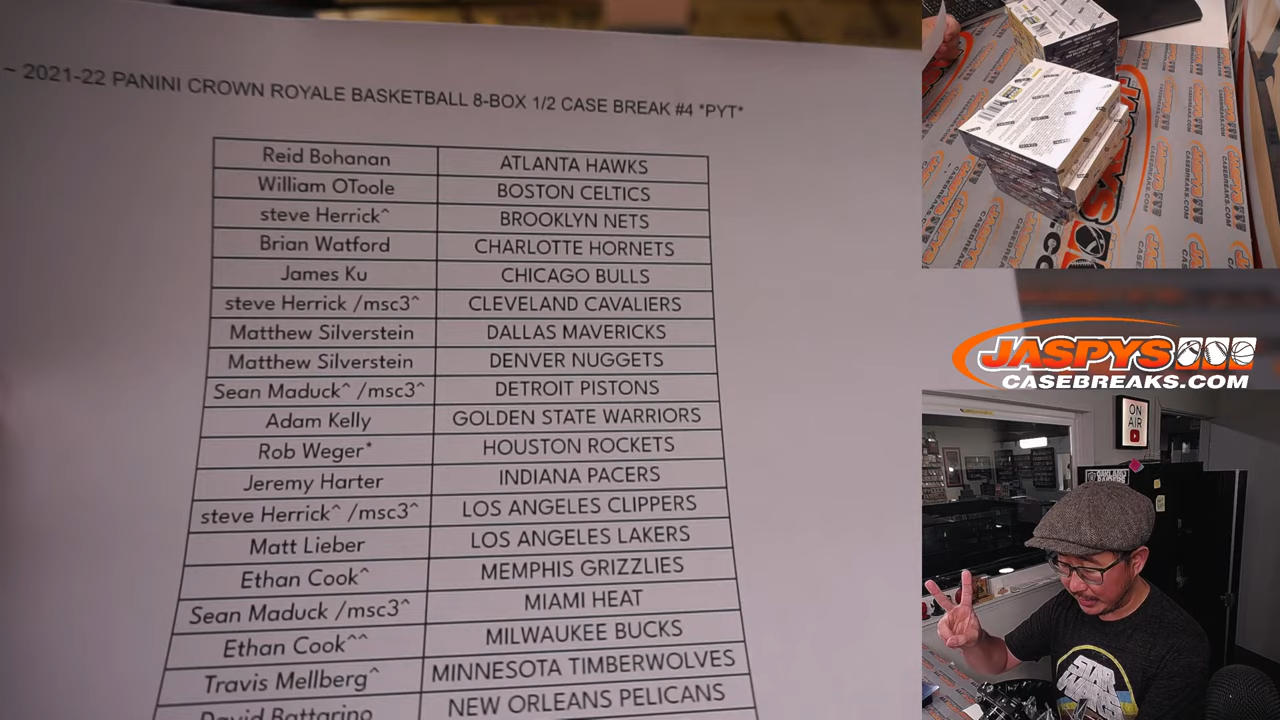 ~ 2021-22 PANINI CROWN ROYALE BASKETBALL 8-BOX 1/2 CASE BREAK #4 *PYT*
Reid Bohanan ATLANTA HAWKS
William OToole BOSTON CELTICS
steve Herrick^ BROOKLYN NETS
Brian Watford CHARLOTTE HORNETS
James Ku CHICAGO BULLS
steve Herrick /msc3^ CLEVELAND CAVALIERS
Matthew Silverstein DALLAS MAVERICKS
Matthew Silverstein DENVER NUGGETS
Sean Maduck^ /msc3^ DETROIT PISTONS
Adam Kelly GOLDEN STATE WARRIORS
Rob Weger* HOUSTON ROCKETS
Jeremy Harter INDIANA PACERS
steve Herrick^ /msc3^ LOS ANGELES CLIPPERS
Matt Lieber LOS ANGELES LAKERS
Ethan Cook^ MEMPHIS GRIZZLIES
Sean Maduck /msc3^ MIAMI HEAT
Ethan Cook^^ MILWAUKEE BUCKS
Travis Mellberg^ MINNESOTA TIMBERWOLVES
David Battarino NEW ORLEANS PELICANS
JASPYS
CASEBREAKS.COM
ON
AIR
STAR
WARS